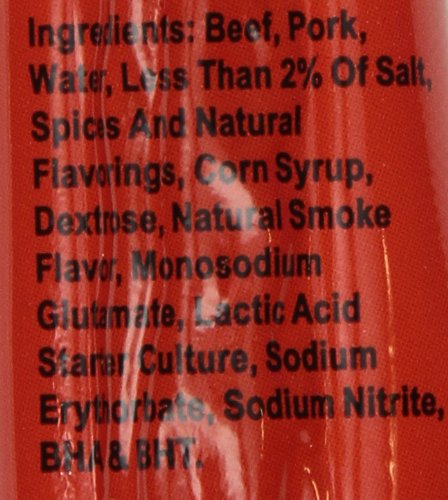 Ingredients: Beef, Pork,
Water, Less Than 2% Of Salt,
Spices And Natural
Flavorings, Corn Syrup,
Dextrose, Natural Smoke
Flavor, Monosodium
Glutamate, Lactic Acid
Starer Culture, Sodium
Erythorbate, Sodium Nitrite,
BHA & BHT.